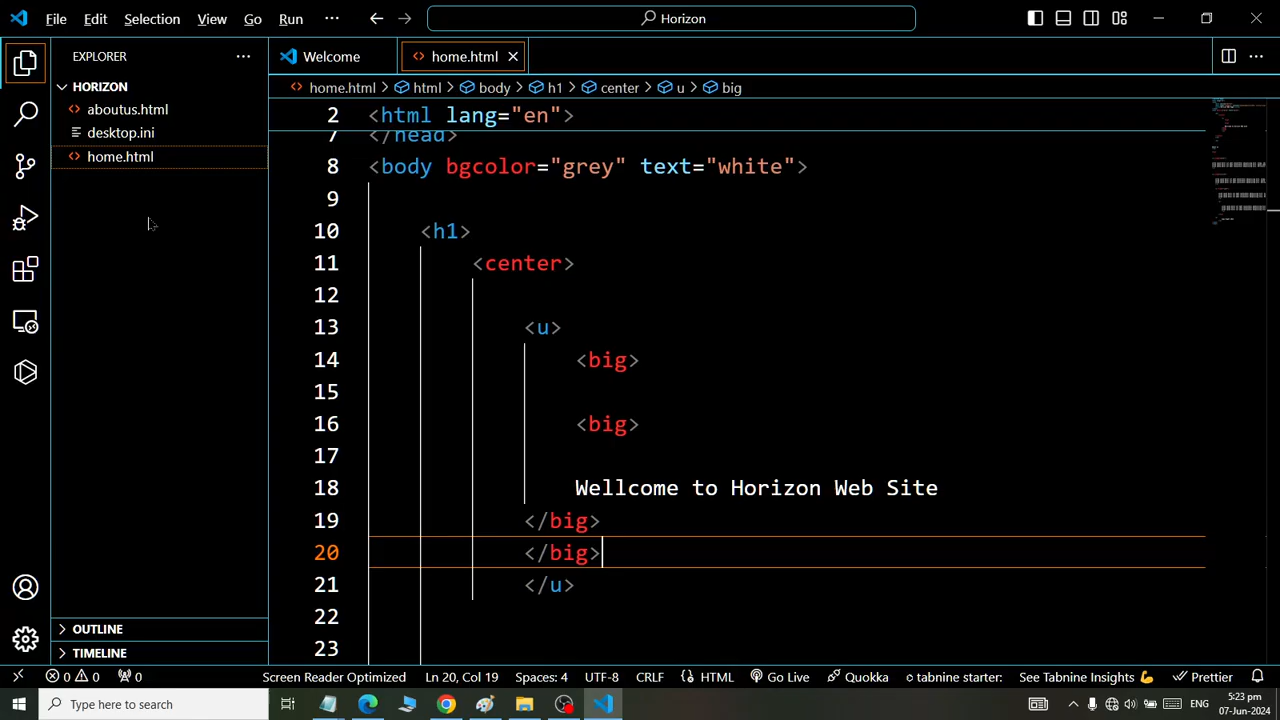 File Edit Selection View Go Run ··· Horizon
EXPLORER ···
HORIZON
aboutus.html
desktop.ini
home.html
OUTLINE
TIMELINE
Welcome home.html
home.html > html > body > h1 > center > u > big
2 <html lang="en">
7 </head>
8 <body bgcolor="grey" text="white">
9
10 <h1>
11 <center>
12
13 <u>
14 <big>
15
16 <big>
17
18 Wellcome to Horizon Web Site
19 </big>
20 </big>
21 </u>
22
23
0 0 0 Screen Reader Optimized Ln 20, Col 19 Spaces: 4 UTF-8 CRLF HTML Go Live Quokka tabnine starter: See Tabnine Insights Prettier
Type here to search
5:23 pm
07-Jun-2024